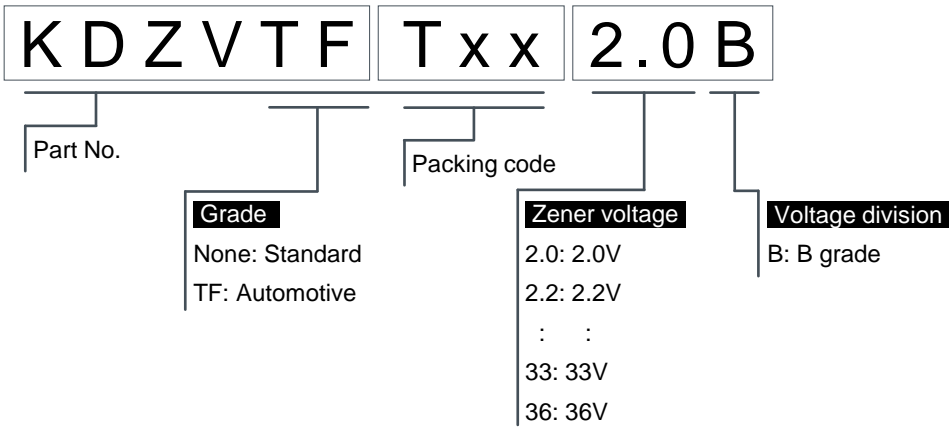 KDZVTF Txx 2.0B
Part No.
Packing code
Grade
None: Standard
TF: Automotive
Zener voltage
2.0: 2.0V
2.2: 2.2V
: :
33: 33V
36: 36V
Voltage division
B: B grade